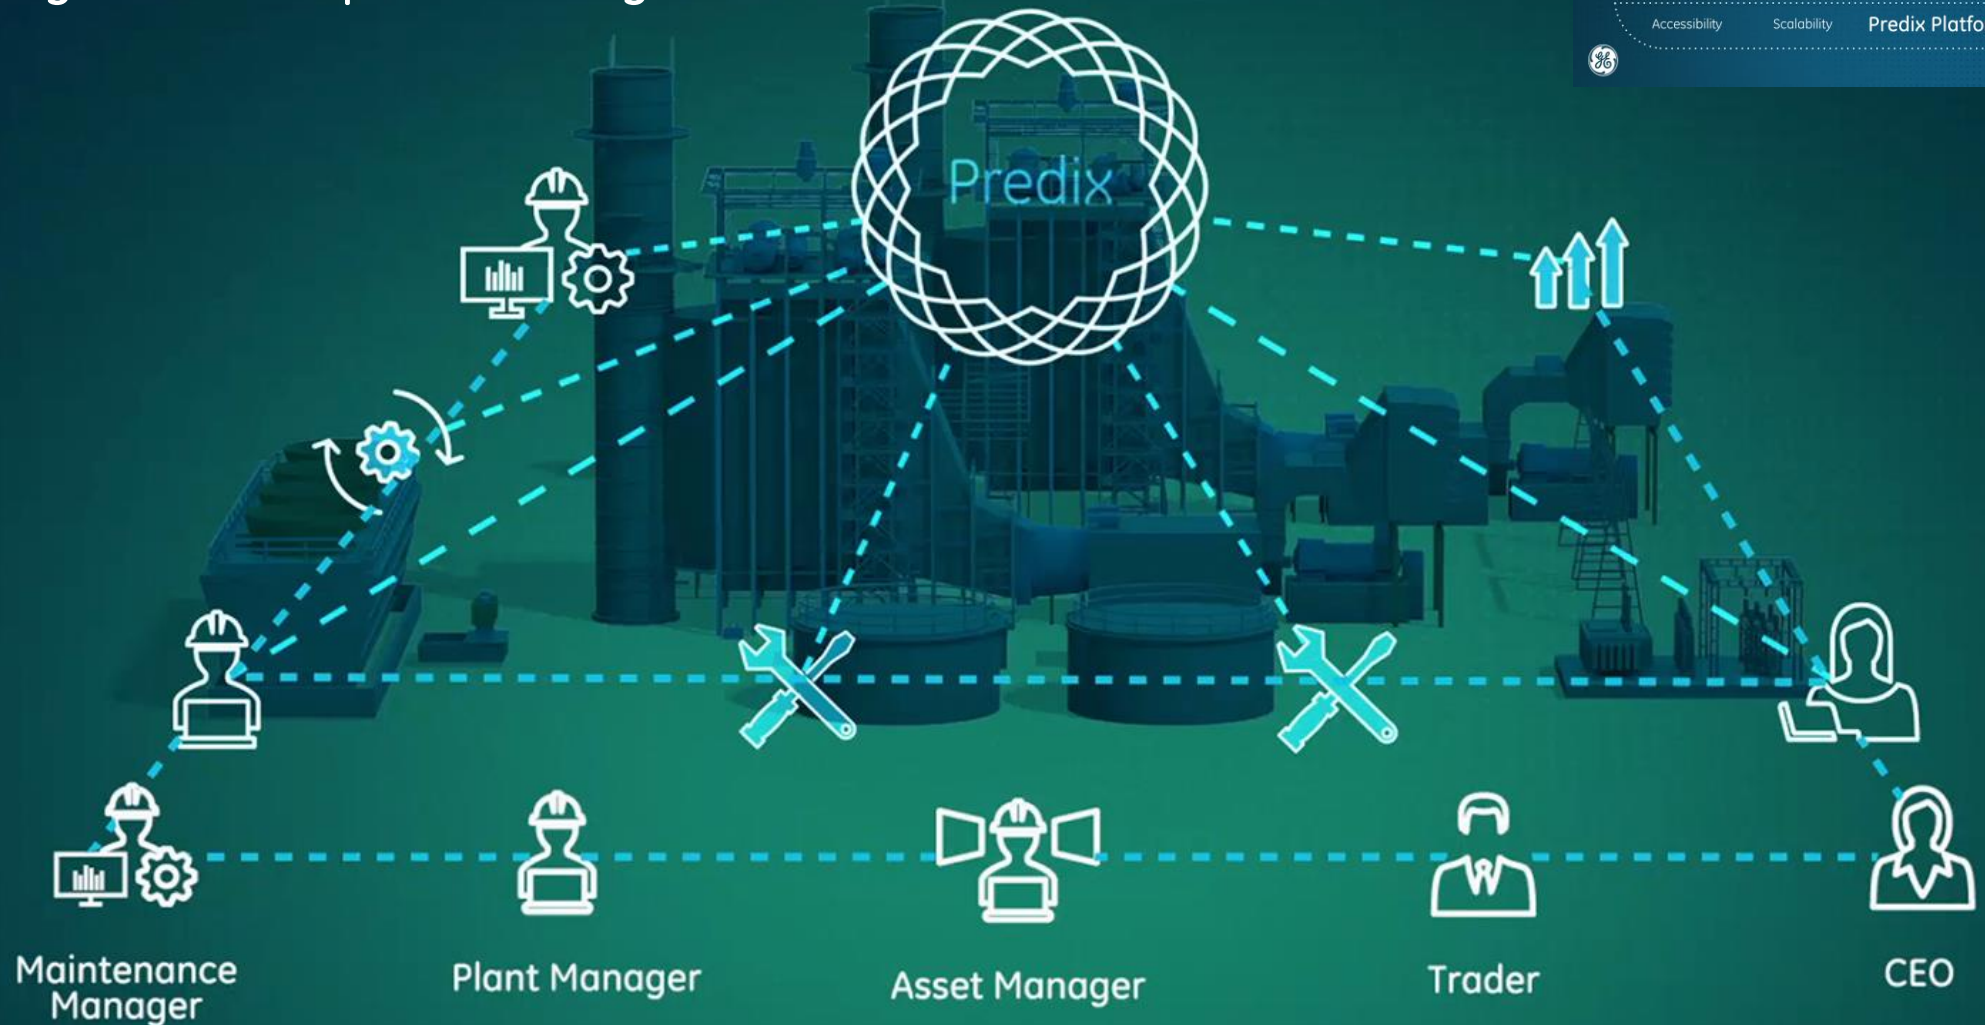 Accessibility Scalability Predix Platfo
Predix
Maintenance
Manager
Plant Manager
Asset Manager
Trader
CEO